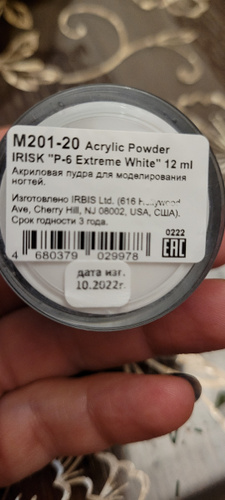 M201-20 Acrylic Powder
IRISK "P-6 Extreme White" 12 ml
Акриловая пудра для моделирования
ногтей.
Изготовлено IRBIS Ltd. (616 Hollywood
Ave, Cherry Hill, NJ 08002, USA, США).
Срок годности 3 года.
0222
EAC
4 680379 029978
дата изг.
10.2022г.